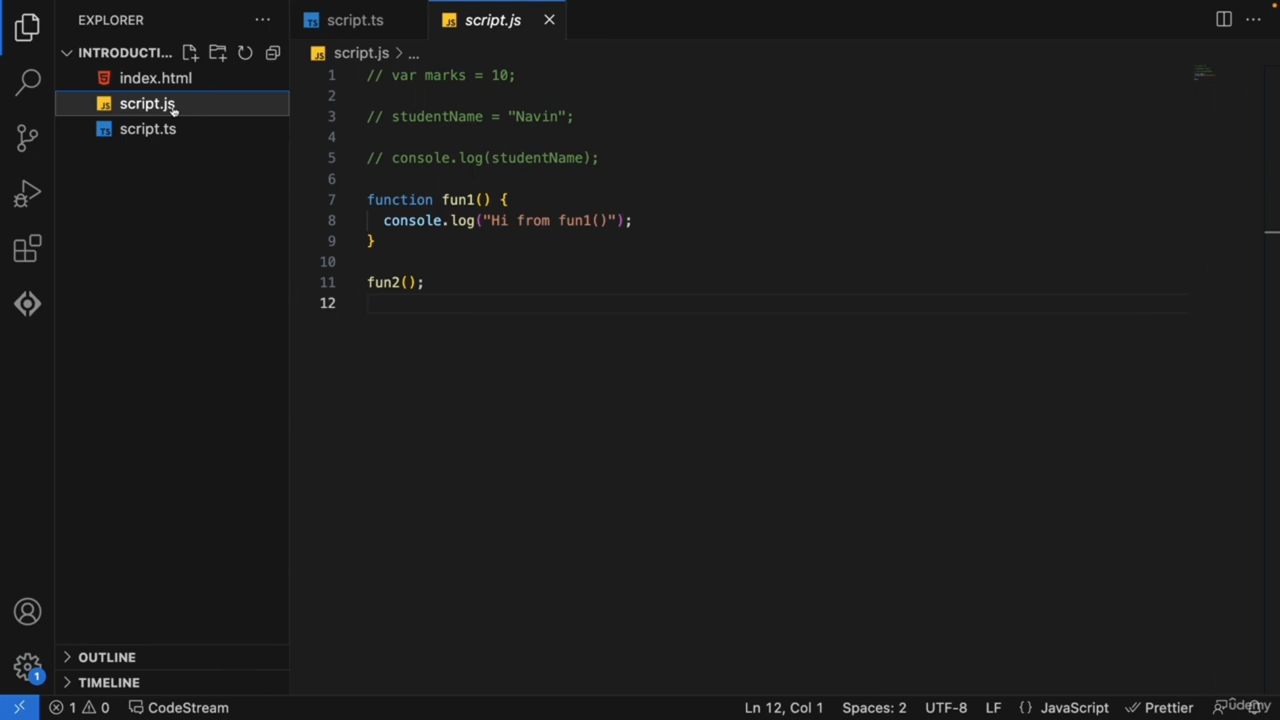 EXPLORER
INTRODUCTI...
index.html
script.js
script.ts
OUTLINE
TIMELINE
script.ts
script.js
script.js > ...
1 // var marks = 10;
2
3 // studentName = "Navin";
4
5 // console.log(studentName);
6
7 function fun1() {
8 console.log("Hi from fun1()");
9 }
10
11 fun2();
12
1
1 0 CodeStream Ln 12, Col 1 Spaces: 2 UTF-8 LF {} JavaScript Prettier
Udemy